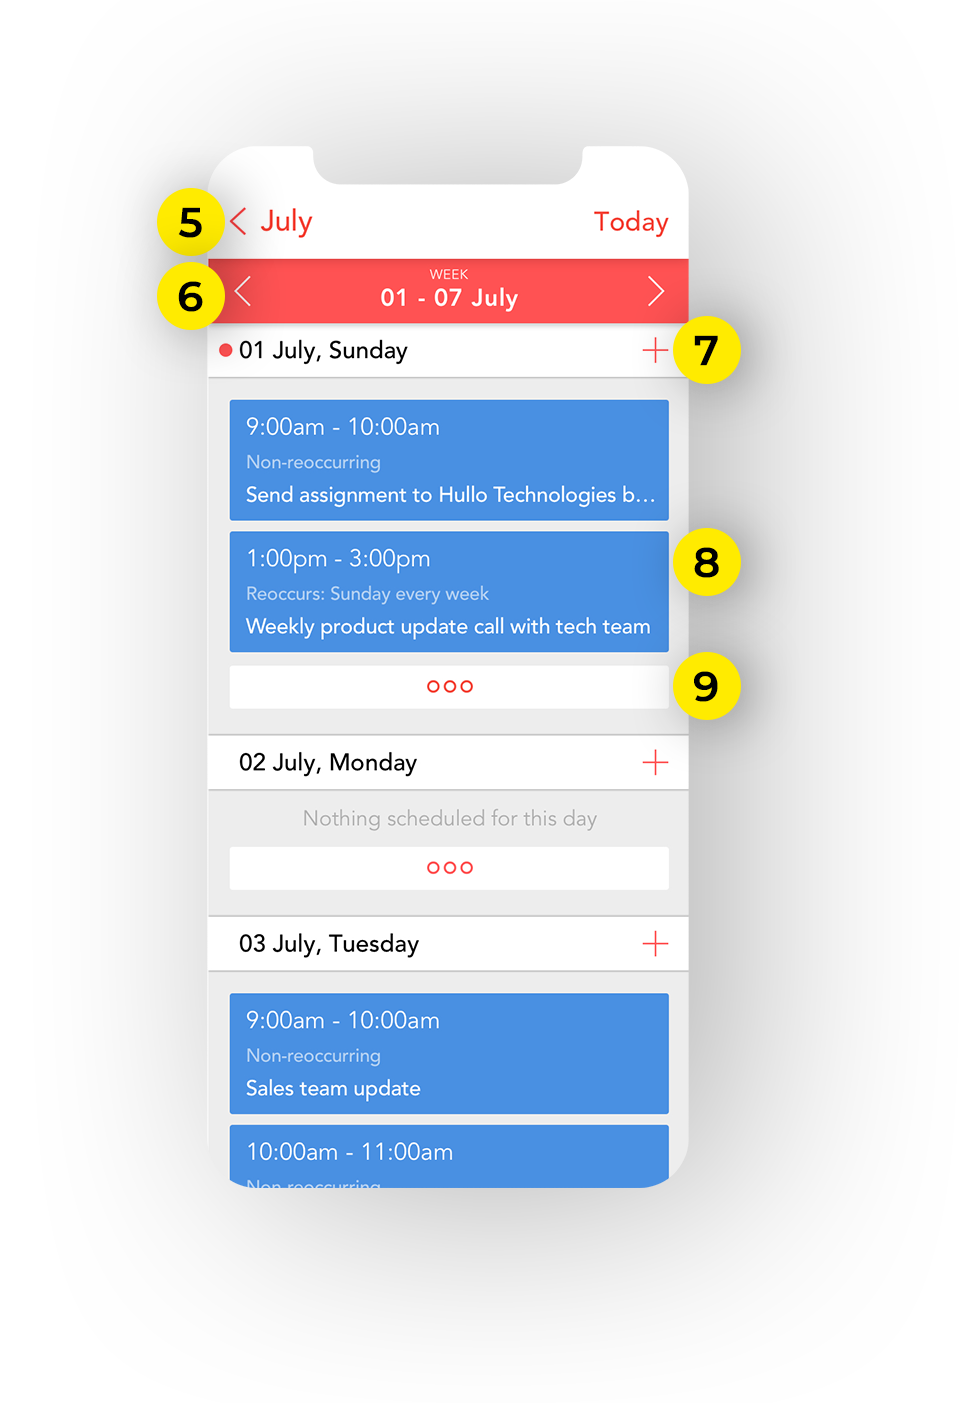 5
July
Today
6
WEEK
01 - 07 July
01 July, Sunday
7
9:00am - 10:00am
Non-reoccurring
Send assignment to Hullo Technologies b...
1:00pm - 3:00pm
8
Reoccurs: Sunday every week
Weekly product update call with tech team
9
02 July, Monday
Nothing scheduled for this day
03 July, Tuesday
9:00am - 10:00am
Non-reoccurring
Sales team update
10:00am - 11:00am
Non-reoccurring